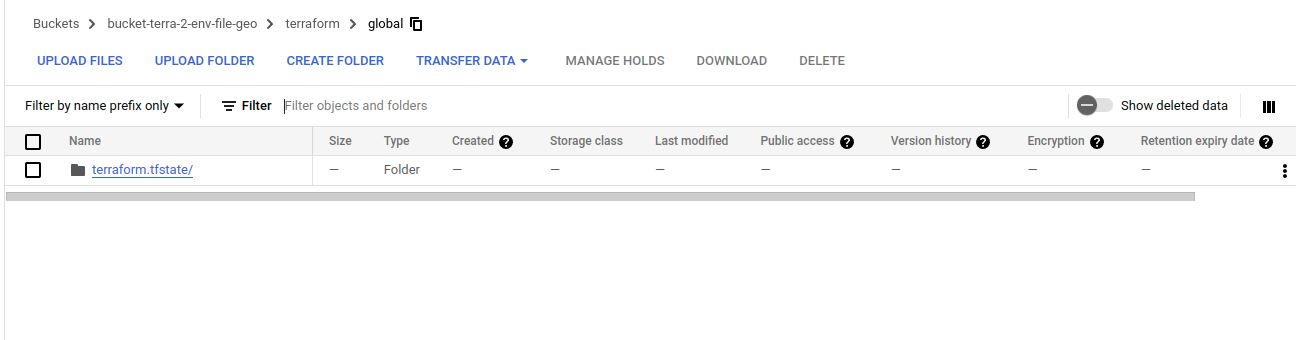 Buckets > bucket-terra-2-env-file-geo > terraform > global
UPLOAD FILES UPLOAD FOLDER CREATE FOLDER TRANSFER DATA MANAGE HOLDS DOWNLOAD DELETE
Filter by name prefix only Filter Filter objects and folders Show deleted data
Name Size Type Created ? Storage class Last modified Public access ? Version history ? Encryption ? Retention expiry date ?
terraform.tfstate/ — Folder — — — — — — —